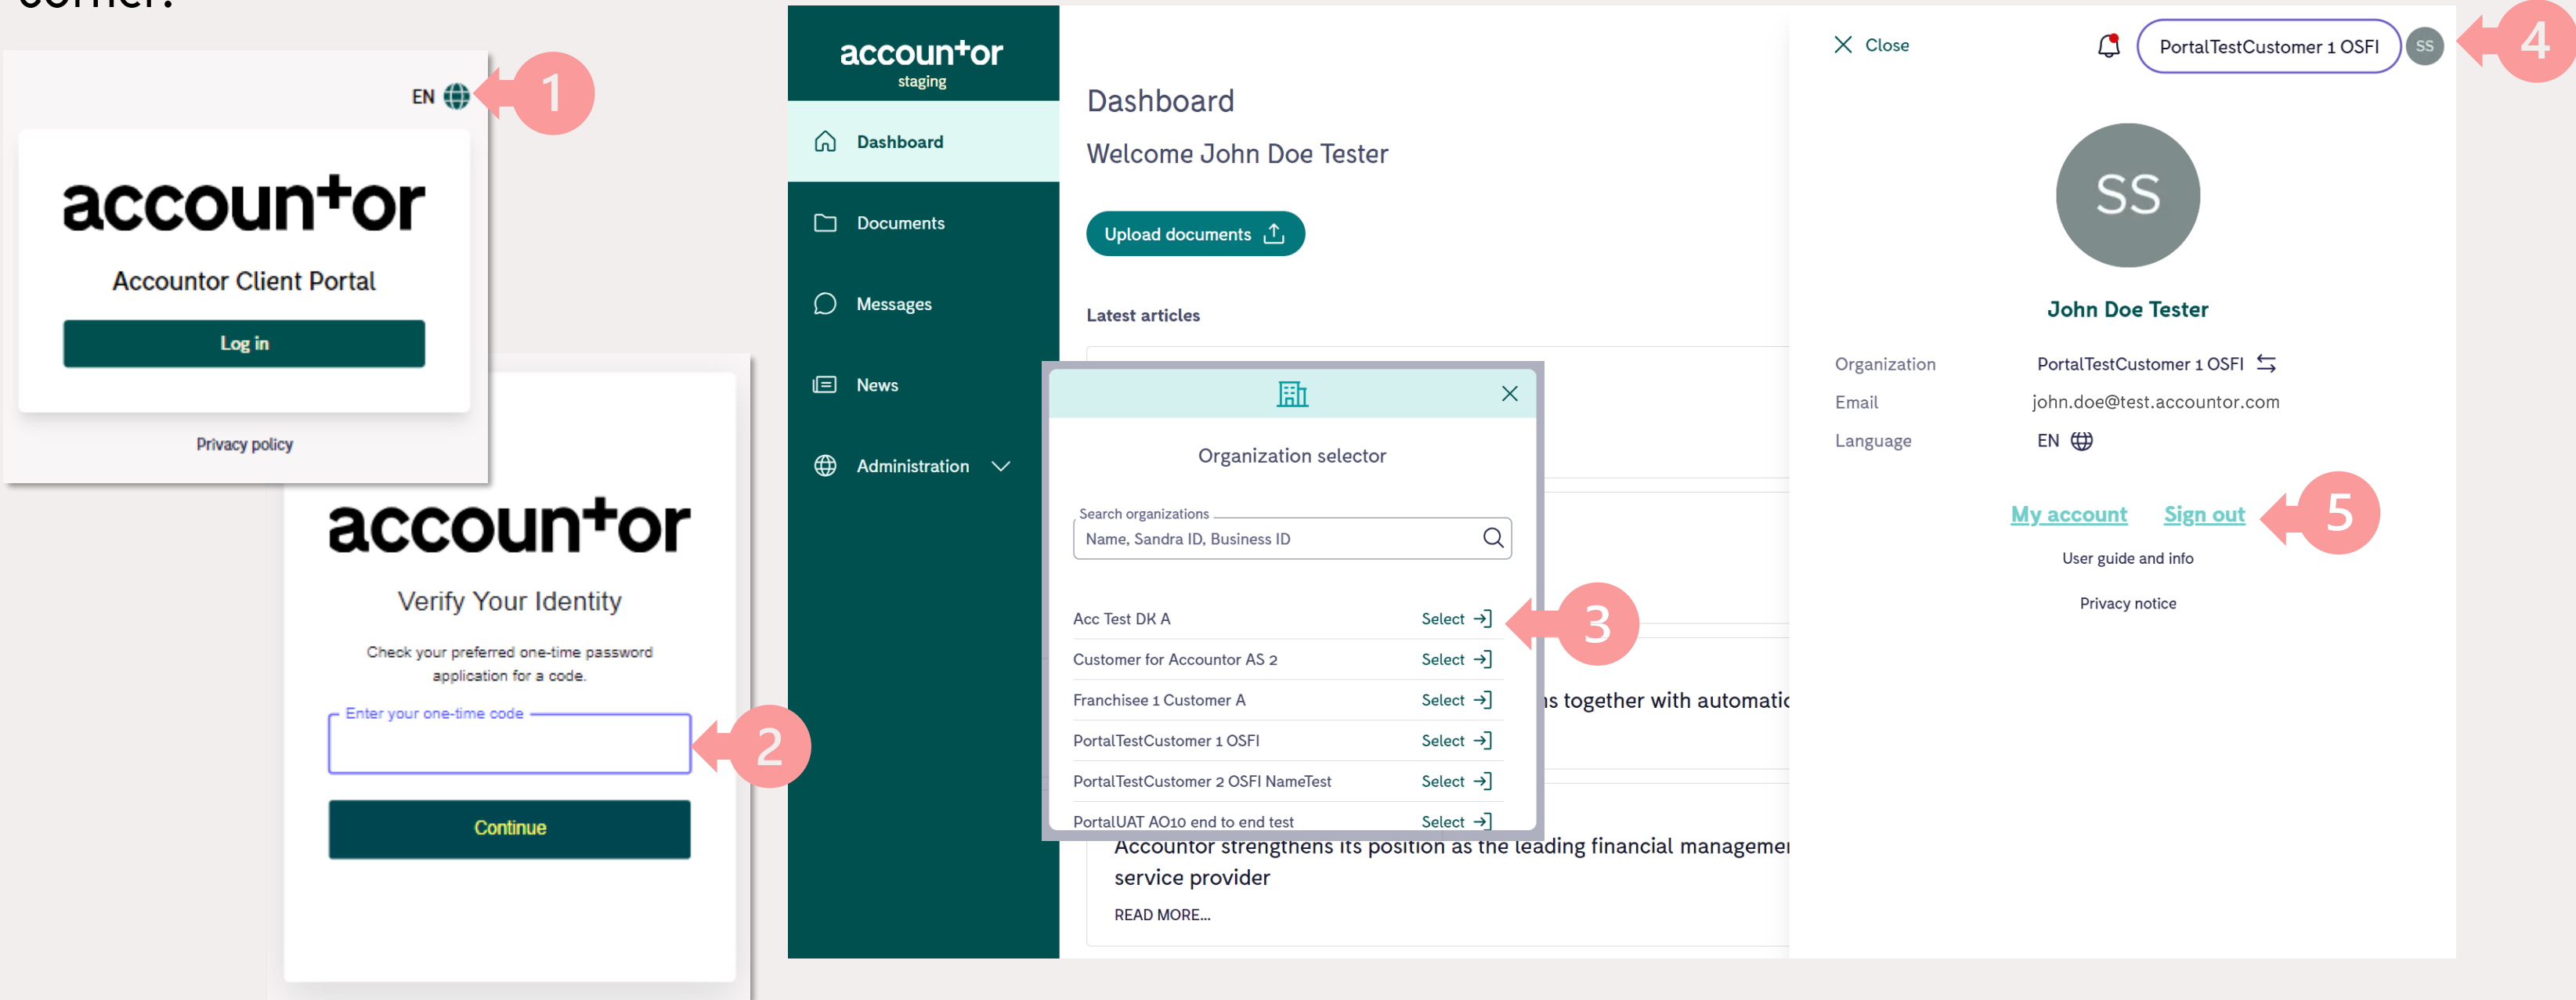 EN
1
accountor
Accountor Client Portal
Log in
Privacy policy
accountor
Verify Your Identity
Check your preferred one-time password
application for a code.
Enter your one-time code
2
Continue
accountor
staging
Dashboard
Documents
Messages
News
Administration
Dashboard
Welcome John Doe Tester
Upload documents
Latest articles
Organization selector
Search organizations
Name, Sandra ID, Business ID
Acc Test DK A Select
3
Customer for Accountor AS 2 Select
Franchisee 1 Customer A Select
PortalTestCustomer 1 OSFI Select
PortalTestCustomer 2 OSFI NameTest Select
PortalUAT AO10 end to end test Select
together with
Accountor strengthens its position as the leading financial
service provider
READ MORE...
Close
PortalTestCustomer 1 OSFI
SS
4
SS
John Doe Tester
Organization PortalTestCustomer 1 OSFI
Email john.doe@test.accountor.com
Language EN
My account Sign out
5
User guide and info
Privacy notice